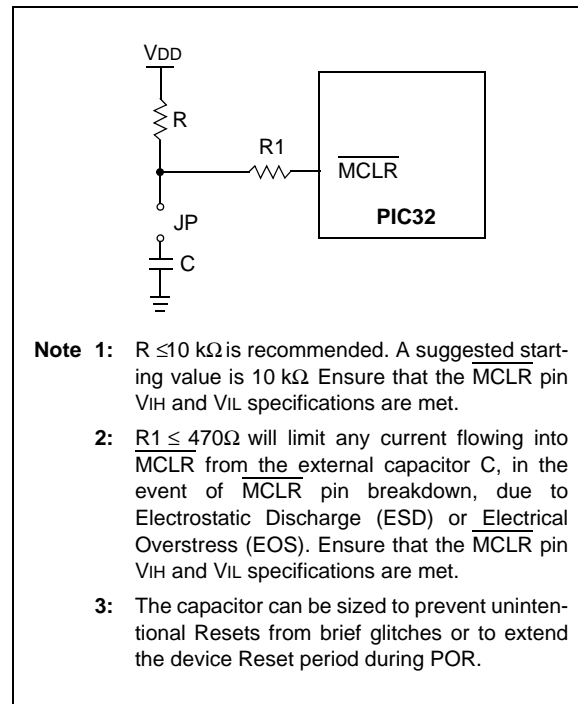 VDD
R
R1
MCLR
PIC32
JP
C
Note 1: R ≤10 kΩ is recommended. A suggested start-
ing value is 10 kΩ. Ensure that the MCLR pin
VIH and VIL specifications are met.
2: R1 ≤ 470Ω will limit any current flowing into
MCLR from the external capacitor C, in the
event of MCLR pin breakdown, due to
Electrostatic Discharge (ESD) or Electrical
Overstress (EOS). Ensure that the MCLR pin
VIH and VIL specifications are met.
3: The capacitor can be sized to prevent uninten-
tional Resets from brief glitches or to extend
the device Reset period during POR.